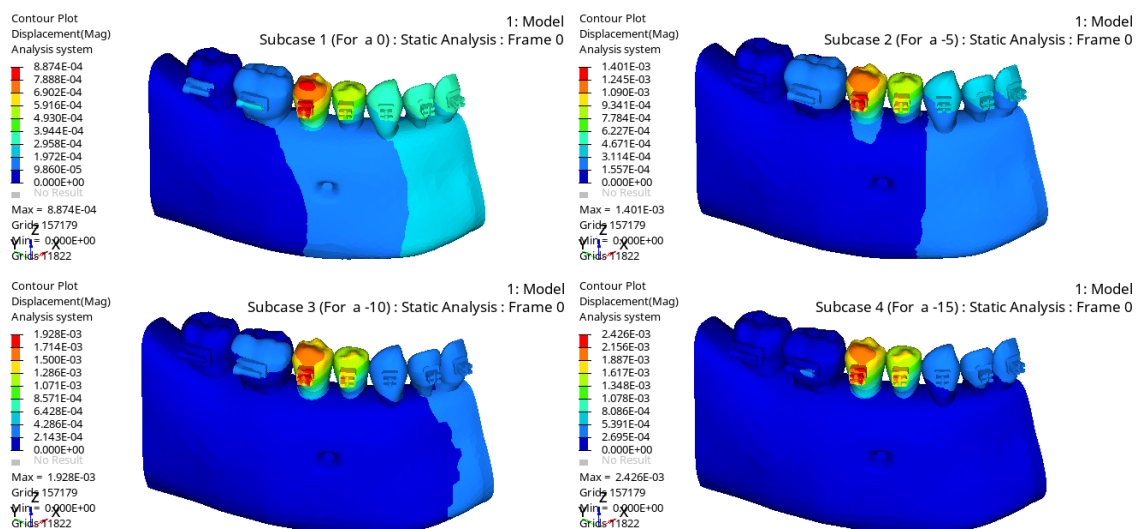 Contour Plot
Displacement(Mag)
Analysis system
8.874E-04
7.888E-04
6.902E-04
5.916E-04
4.930E-04
3.944E-04
2.958E-04
1.972E-04
9.860E-05
0.000E+00
No Result
Max = 8.874E-04
Grids 157179
Min = 0.000E+00
Grids 11822
Z
Y X
1: Model
Subcase 1 (For a 0) : Static Analysis : Frame 0
Contour Plot
Displacement(Mag)
Analysis system
1.401E-03
1.245E-03
1.090E-03
9.341E-04
7.784E-04
6.227E-04
4.671E-04
3.114E-04
1.557E-04
0.000E+00
No Result
Max = 1.401E-03
Grids 157179
Min = 0.000E+00
Grids 11822
Z
Y X
1: Model
Subcase 2 (For a -5) : Static Analysis : Frame 0
Contour Plot
Displacement(Mag)
Analysis system
1.928E-03
1.714E-03
1.500E-03
1.286E-03
1.071E-03
8.571E-04
6.428E-04
4.286E-04
2.143E-04
0.000E+00
No Result
Max = 1.928E-03
Grids 157179
Min = 0.000E+00
Grids 11822
Z
Y X
1: Model
Subcase 3 (For a -10) : Static Analysis : Frame 0
Contour Plot
Displacement(Mag)
Analysis system
2.426E-03
2.156E-03
1.887E-03
1.617E-03
1.348E-03
1.078E-03
8.086E-04
5.391E-04
2.695E-04
0.000E+00
No Result
Max = 2.426E-03
Grids 157179
Min = 0.000E+00
Grids 11822
Z
Y X
1: Model
Subcase 4 (For a -15) : Static Analysis : Frame 0